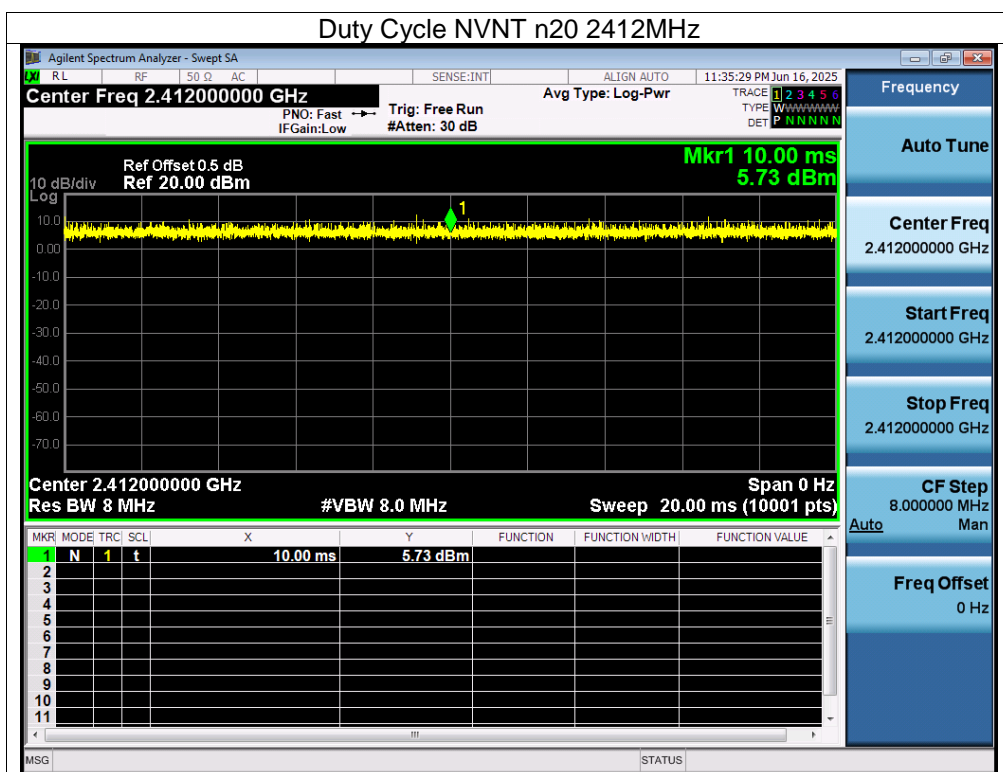 Duty Cycle NVNT n20 2412MHz
Agilent Spectrum Analyzer - Swept SA
LXI RL RF 50 Ω AC SENSE:INT ALIGN AUTO 11:35:29 PM Jun 16, 2025
Center Freq 2.412000000 GHz
Avg Type: Log-Pwr
TRACE 1 2 3 4 5 6
PNO: Fast
Trig: Free Run
TYPE WWWWWW
IFGain:Low
#Atten: 30 dB
DET P N N N N N
Mkr1 10.00 ms
5.73 dBm
Ref Offset 0.5 dB
10 dB/div Ref 20.00 dBm
Log
1
10.0
0.00
-10.0
-20.0
-30.0
-40.0
-50.0
-60.0
-70.0
Center 2.412000000 GHz Span 0 Hz
Res BW 8 MHz #VBW 8.0 MHz Sweep 20.00 ms (10001 pts)
MKR MODE TRC SCL X Y FUNCTION FUNCTION WIDTH FUNCTION VALUE
1 N 1 t 10.00 ms 5.73 dBm
2
3
4
5
6
7
8
9
10
11
MSG STATUS
Frequency
Auto Tune
Center Freq
2.412000000 GHz
Start Freq
2.412000000 GHz
Stop Freq
2.412000000 GHz
CF Step
8.000000 MHz
Auto Man
Freq Offset
0 Hz